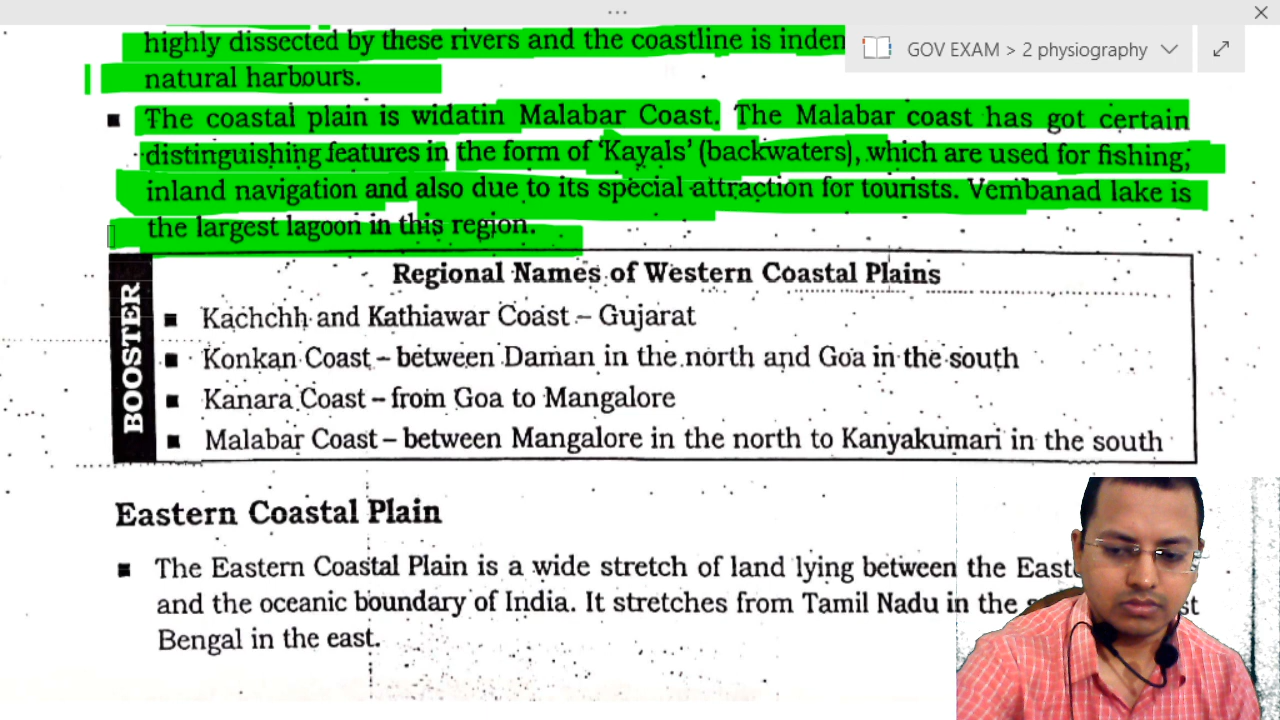 GOV EXAM > 2 physiography
highly dissected by these rivers and the coastline is
natural harbours.
■ The coastal plain is widatin Malabar Coast. The Malabar coast has got certain
distinguishing features in the form of 'Kayals' (backwaters), which are used for fishing,
inland navigation and also due to its special attraction for tourists. Vembanad lake is
the largest lagoon in this region.
BOOSTER
Regional Names of Western Coastal Plains
■ Kachchh and Kathiawar Coast – Gujarat
■ Konkan Coast – between Daman in the north and Goa in the south
■ Kanara Coast – from Goa to Mangalore
■ Malabar Coast – between Mangalore in the north to Kanyakumari in the south
Eastern Coastal Plain
■ The Eastern Coastal Plain is a wide stretch of land lying between the
and the oceanic boundary of India. It stretches from Tamil Nadu in the
Bengal in the east.